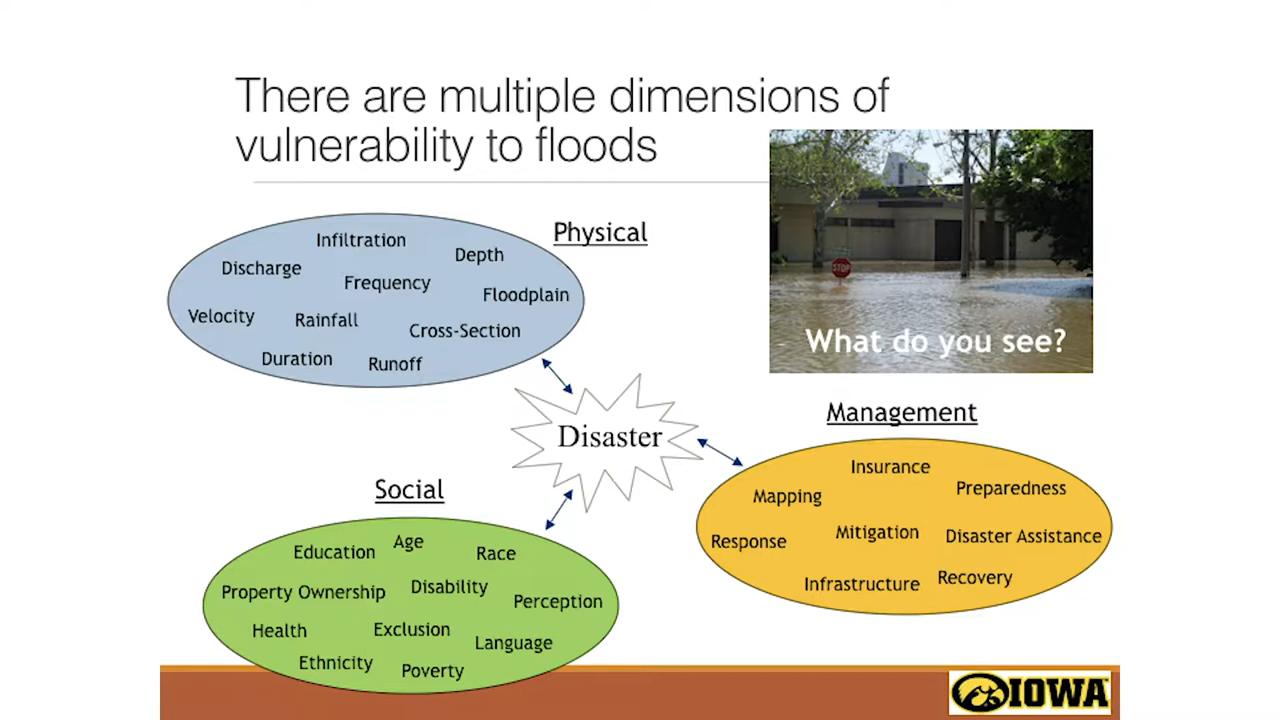 There are multiple dimensions of
vulnerability to floods
Physical
Infiltration
Depth
Discharge
Frequency
Floodplain
Velocity
Rainfall
Cross-Section
Duration
Runoff
STOP
What do you see?
Disaster
Management
Insurance
Preparedness
Mapping
Mitigation
Disaster Assistance
Response
Infrastructure
Recovery
Social
Education
Age
Race
Property Ownership
Disability
Perception
Health
Exclusion
Language
Ethnicity
Poverty
IOWA